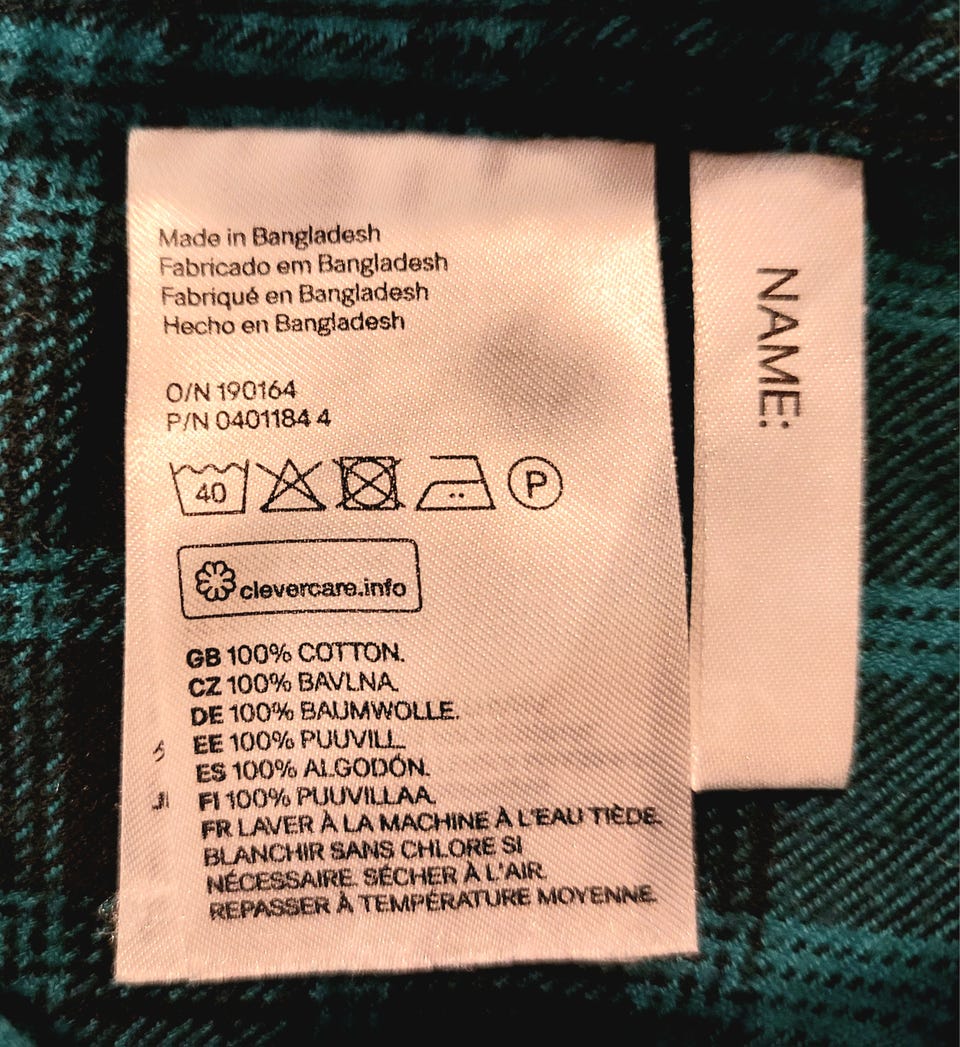 Made in Bangladesh
Fabricado em Bangladesh
Fabriqué en Bangladesh
Hecho en Bangladesh
O/N 190164
P/N 0401184 4
40
P
clevercare.info
GB 100% COTTON.
CZ 100% BAVLNA.
DE 100% BAUMWOLLE.
EE 100% PUUVILL.
ES 100% ALGODÓN.
FI 100% PUUVILLAA.
FR LAVER À LA MACHINE À L'EAU TIÈDE.
BLANCHIR SANS CHLORE SI
NÉCESSAIRE. SÉCHER À L'AIR.
REPASSER À TEMPÉRATURE MOYENNE.
NAME: